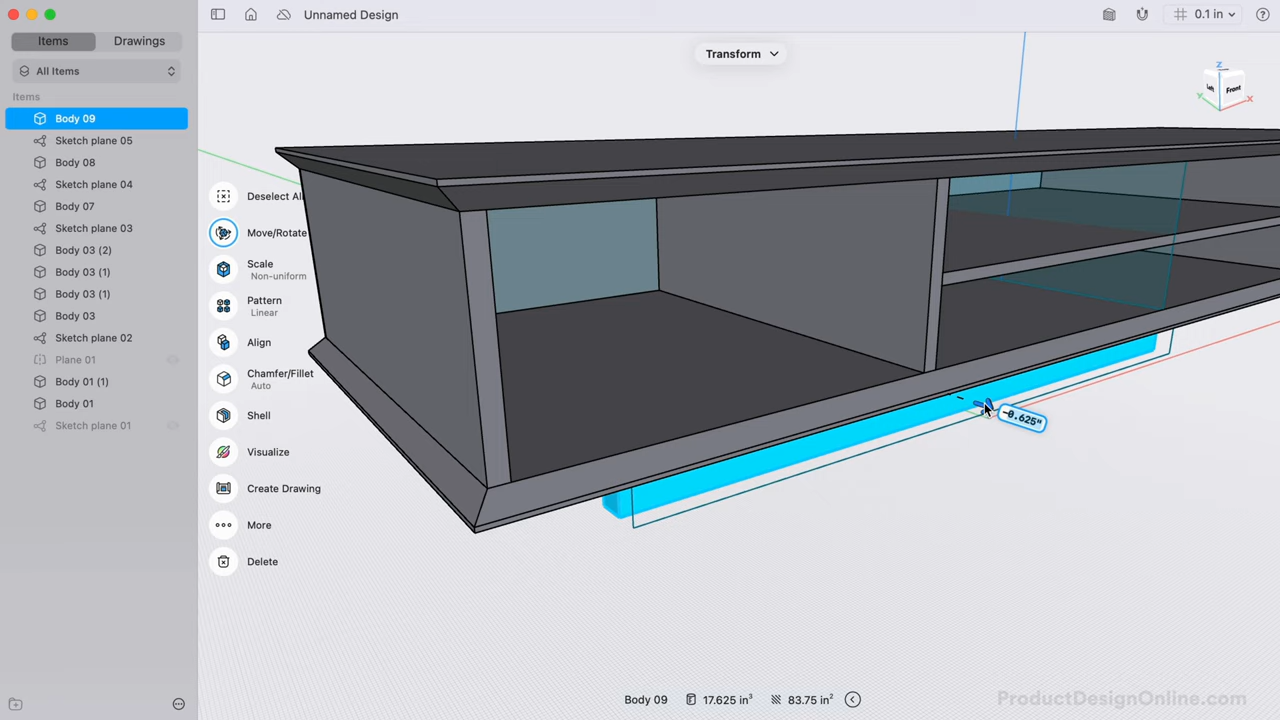 Unnamed Design
0.1 in
Items
Drawings
All Items
Items
Body 09
Sketch plane 05
Body 08
Sketch plane 04
Body 07
Sketch plane 03
Body 03 (2)
Body 03 (1)
Body 03 (1)
Body 03
Sketch plane 02
Plane 01
Body 01 (1)
Body 01
Sketch plane 01
Transform
Z
Left
Front
Y
X
Deselect All
Move/Rotate
Scale
Non-uniform
Pattern
Linear
Align
Chamfer/Fillet
Auto
Shell
Visualize
Create Drawing
More
Delete
-0.625"
Body 09
17.625 in³
83.75 in²
ProductDesignOnline.com